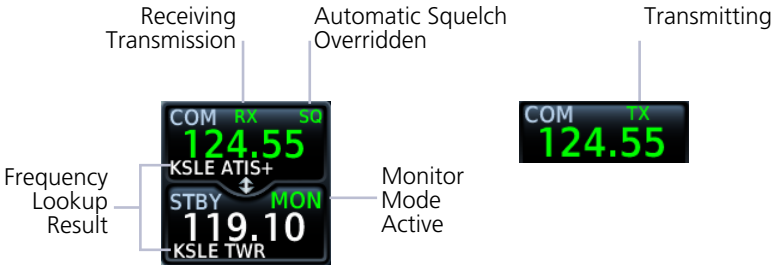 Receiving
Transmission
Automatic Squelch
Overridden
Transmitting
COM RX SQ
124.55
KSLE ATIS+
STBY MON
119.10
KSLE TWR
COM TX
124.55
Frequency
Lookup
Result
Monitor
Mode
Active